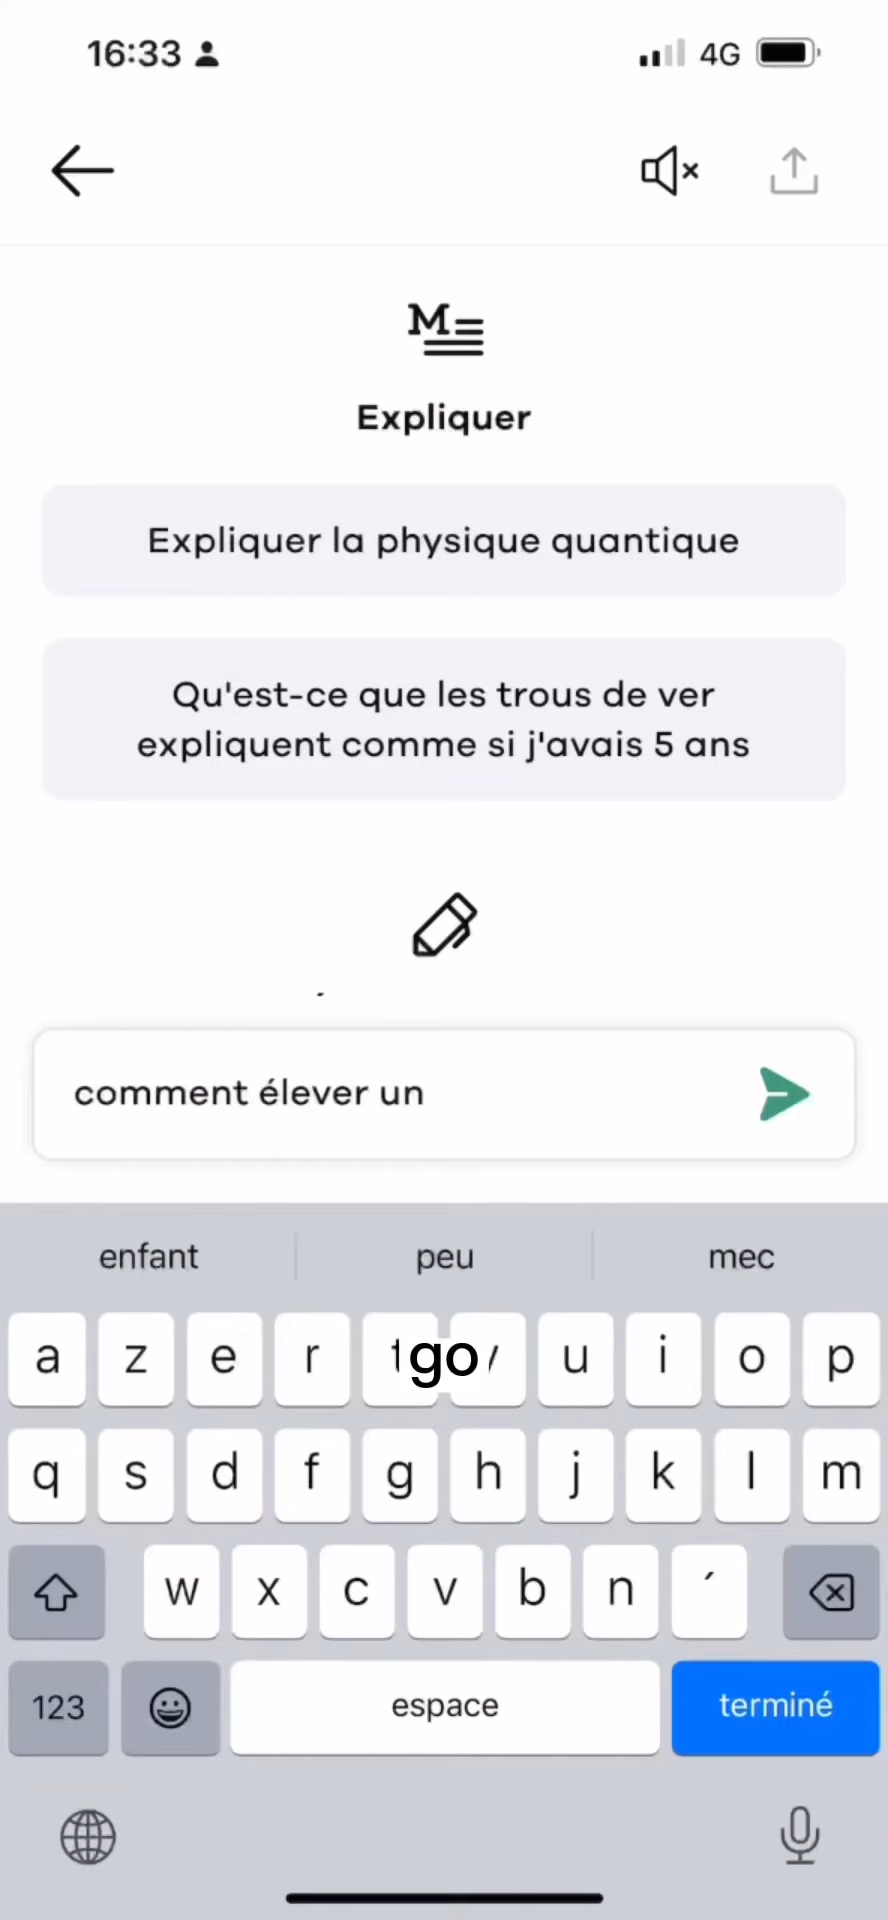 16:33
4G
M
Expliquer
Expliquer la physique quantique
Qu'est-ce que les trous de ver
expliquent comme si j'avais 5 ans
comment élever un
enfant peu mec
a z e r t go y u i o p
q s d f g h j k l m
w x c v b n ´
123 espace terminé